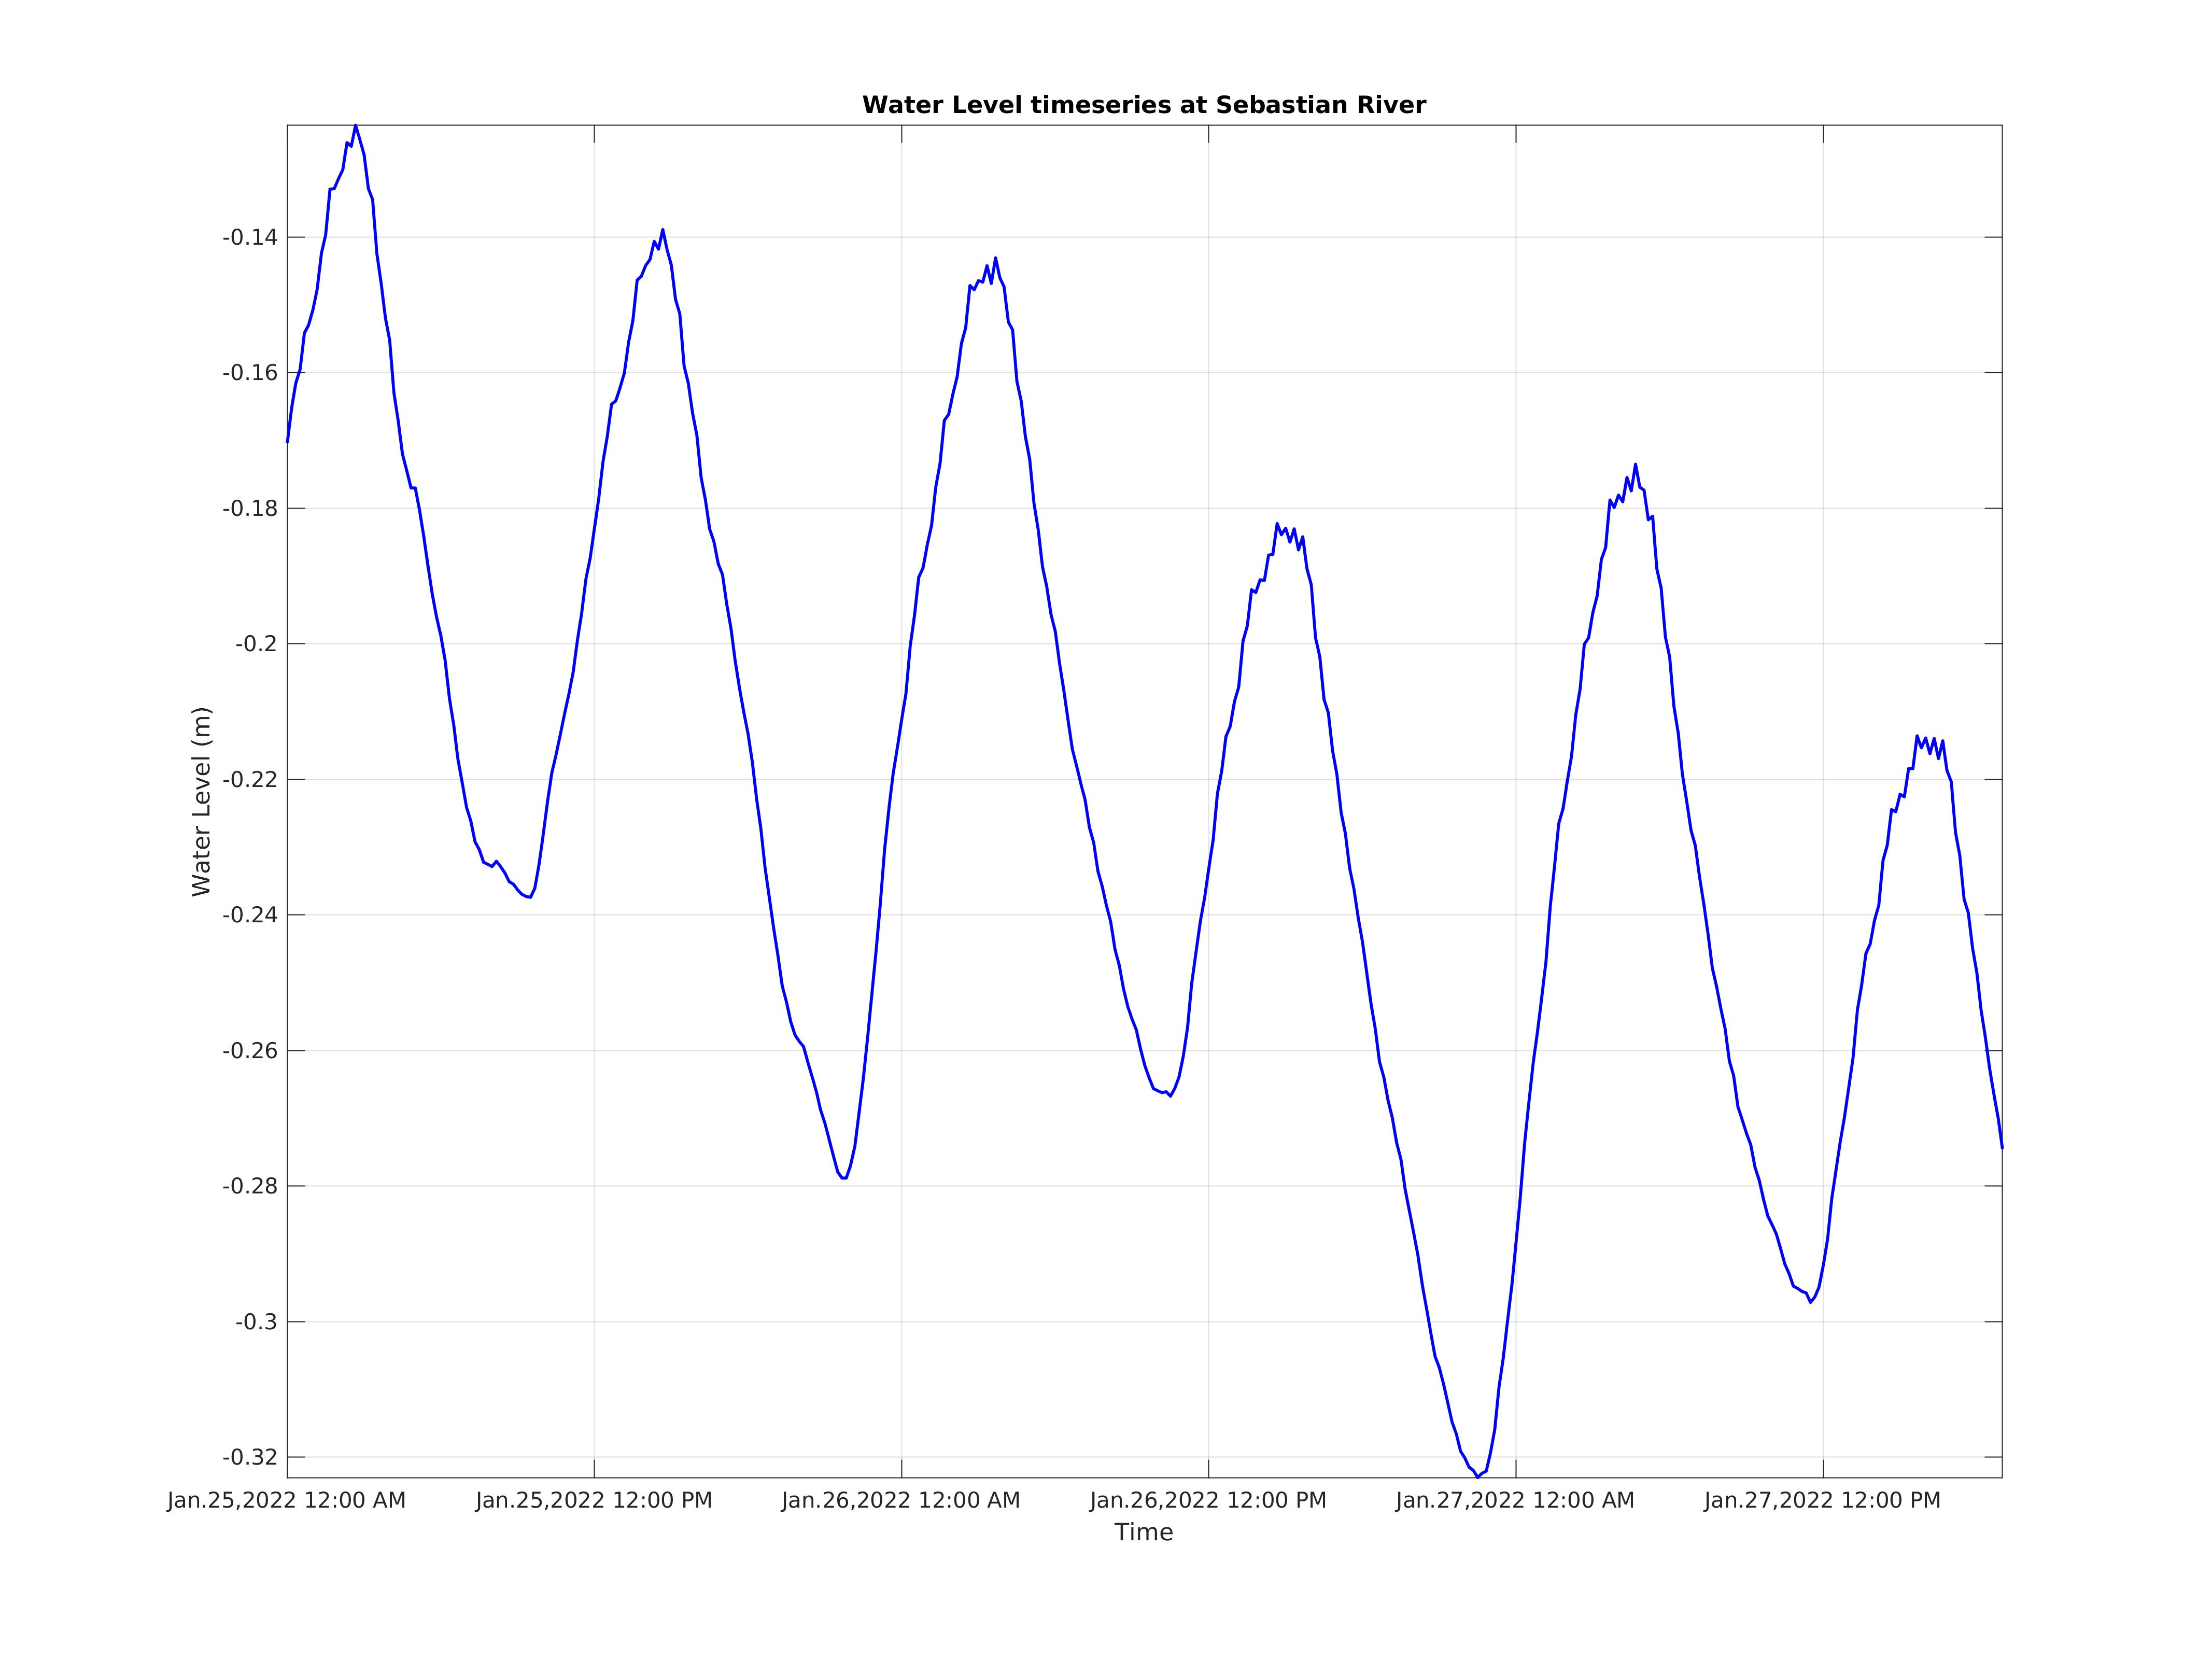 Water Level timeseries at Sebastian River
-0.14
-0.16
-0.18
-0.2
-0.22
-0.24
-0.26
-0.28
-0.3
-0.32
Water Level (m)
Jan.25,2022 12:00 AM
Jan.25,2022 12:00 PM
Jan.26,2022 12:00 AM
Jan.26,2022 12:00 PM
Jan.27,2022 12:00 AM
Jan.27,2022 12:00 PM
Time